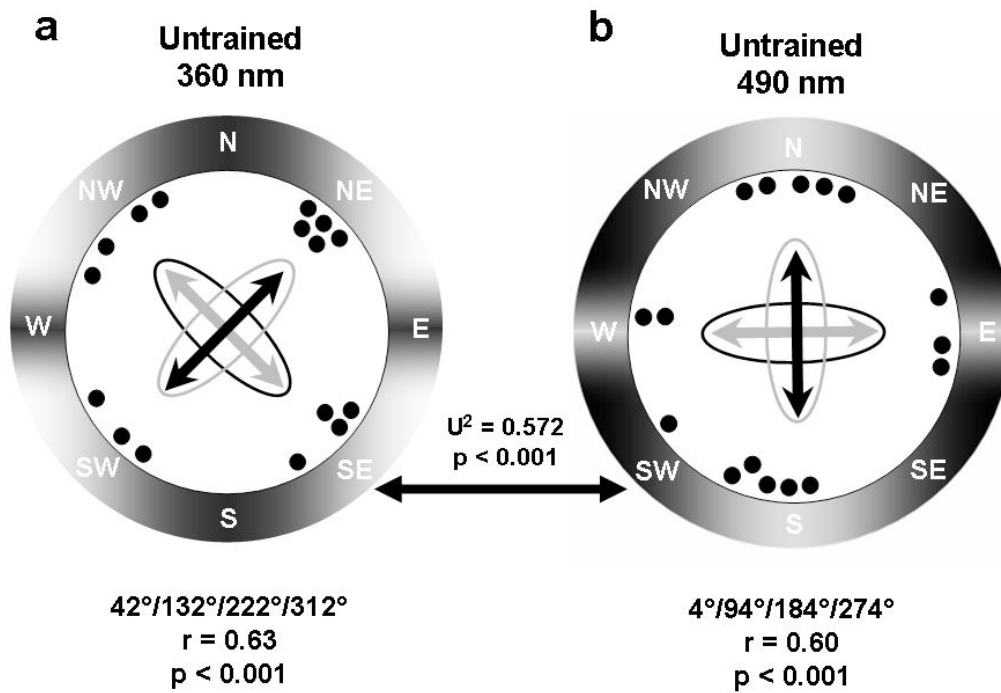 a
Untrained
360 nm
N
NW
NE
W
E
SW
SE
S
42°/132°/222°/312°
r = 0.63
p < 0.001
U² = 0.572
p < 0.001
b
Untrained
490 nm
N
NW
NE
W
E
SW
SE
S
4°/94°/184°/274°
r = 0.60
p < 0.001